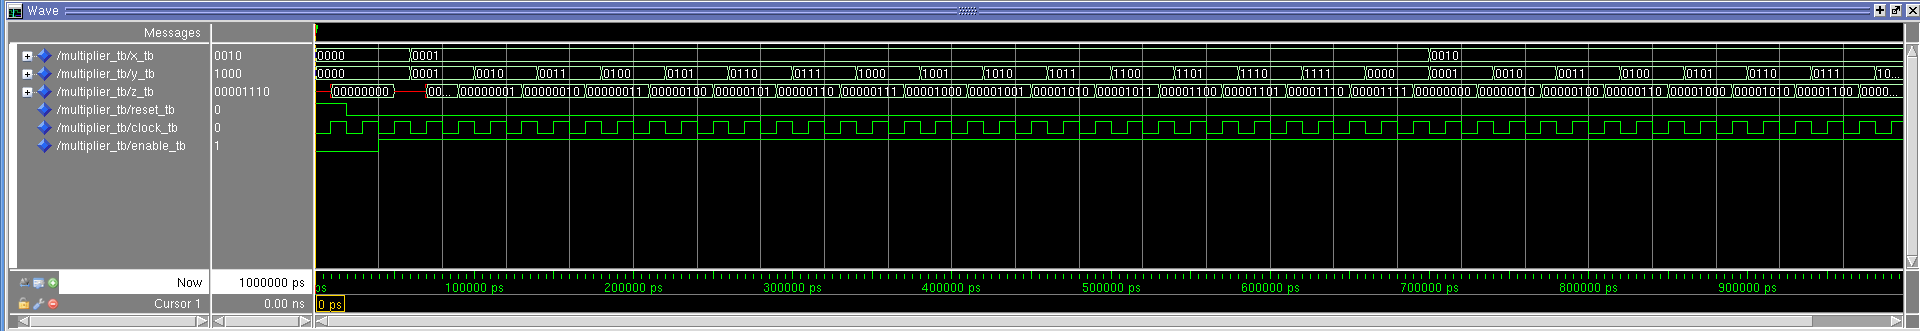 Wave
Messages
/multiplier_tb/x_tb 0010 0000 0001 0010
/multiplier_tb/y_tb 1000 0000 0001 0010 0011 0100 0101 0110 0111 1000 1001 1010 1011 1100 1101 1110 1111 0000 0001 0010 0011 0100 0101 0110 0111 10...
/multiplier_tb/z_tb 00001110 00000000 00... 00000001 00000010 00000011 00000100 00000101 00000110 00000111 00001000 00001001 00001010 00001011 00001100 00001101 00001110 00001111 00000000 00000010 00000100 00000110 00001000 00001010 00001100 0000...
/multiplier_tb/reset_tb 0
/multiplier_tb/clock_tb 0
/multiplier_tb/enable_tb 1
Now 1000000 ps ps 100000 ps 200000 ps 300000 ps 400000 ps 500000 ps 600000 ps 700000 ps 800000 ps 900000 ps
Cursor 1 0.00 ns 0 ps